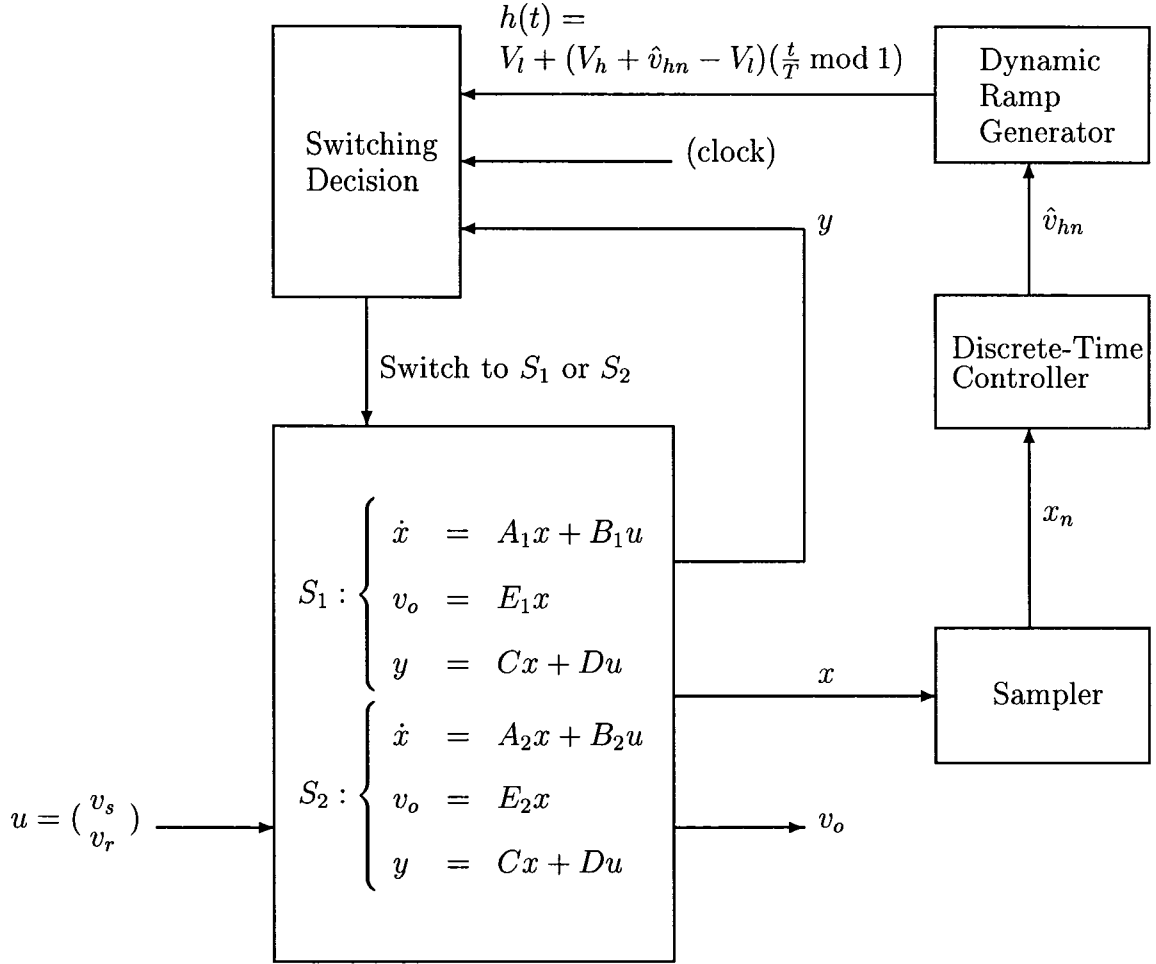 h(t) =
V_l + (V_h + v̂_{hn} − V_l)(t/T mod 1)
Dynamic
Ramp
Generator
Switching
Decision
(clock)
y
v̂_{hn}
Discrete-Time
Controller
Switch to S_1 or S_2
x_n
S_1 : { ẋ = A_1x + B_1u
v_o = E_1x
y = Cx + Du
x
Sampler
S_2 : { ẋ = A_2x + B_2u
v_o = E_2x
y = Cx + Du
u = ( v_s
v_r )
v_o